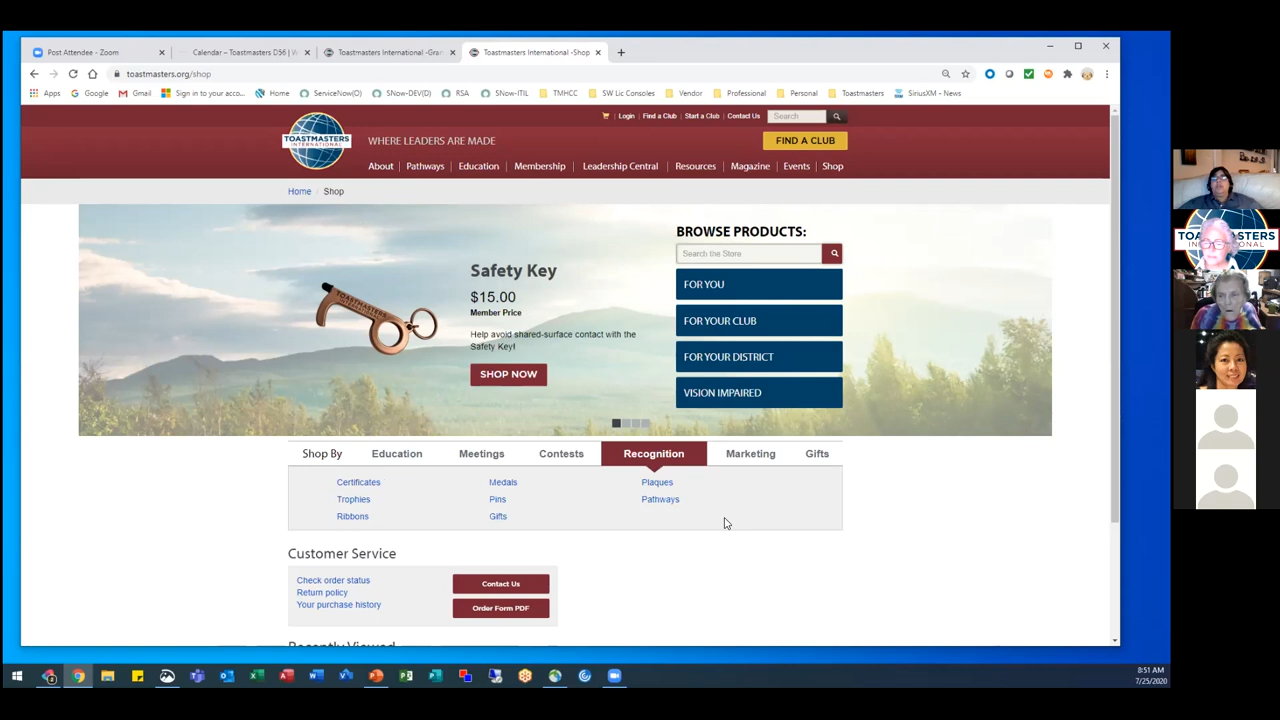 Post Attendee - Zoom
Calendar – Toastmasters D56 | W
Toastmasters International -Gran
Toastmasters International -Shop
toastmasters.org/shop
Apps Google Gmail Sign in to your acco... Home ServiceNow(O) SNow-DEV(D) RSA SNow-ITIL TMHCC SW Lic Consoles Vendor Professional Personal Toastmasters SiriusXM – News
Login Find a Club Start a Club Contact Us Search
TOASTMASTERS
INTERNATIONAL
WHERE LEADERS ARE MADE
FIND A CLUB
About Pathways Education Membership Leadership Central Resources Magazine Events Shop
Home / Shop
Safety Key
$15.00
Member Price
Help avoid shared-surface contact with the
Safety Key!
SHOP NOW
TOASTMASTERS
BROWSE PRODUCTS:
Search the Store
FOR YOU
FOR YOUR CLUB
FOR YOUR DISTRICT
VISION IMPAIRED
Shop By Education Meetings Contests Recognition Marketing Gifts
Certificates Medals Plaques
Trophies Pins Pathways
Ribbons Gifts
Customer Service
Check order status
Return policy
Your purchase history
Contact Us
Order Form PDF
Recently Viewed
8:51 AM
7/25/2020